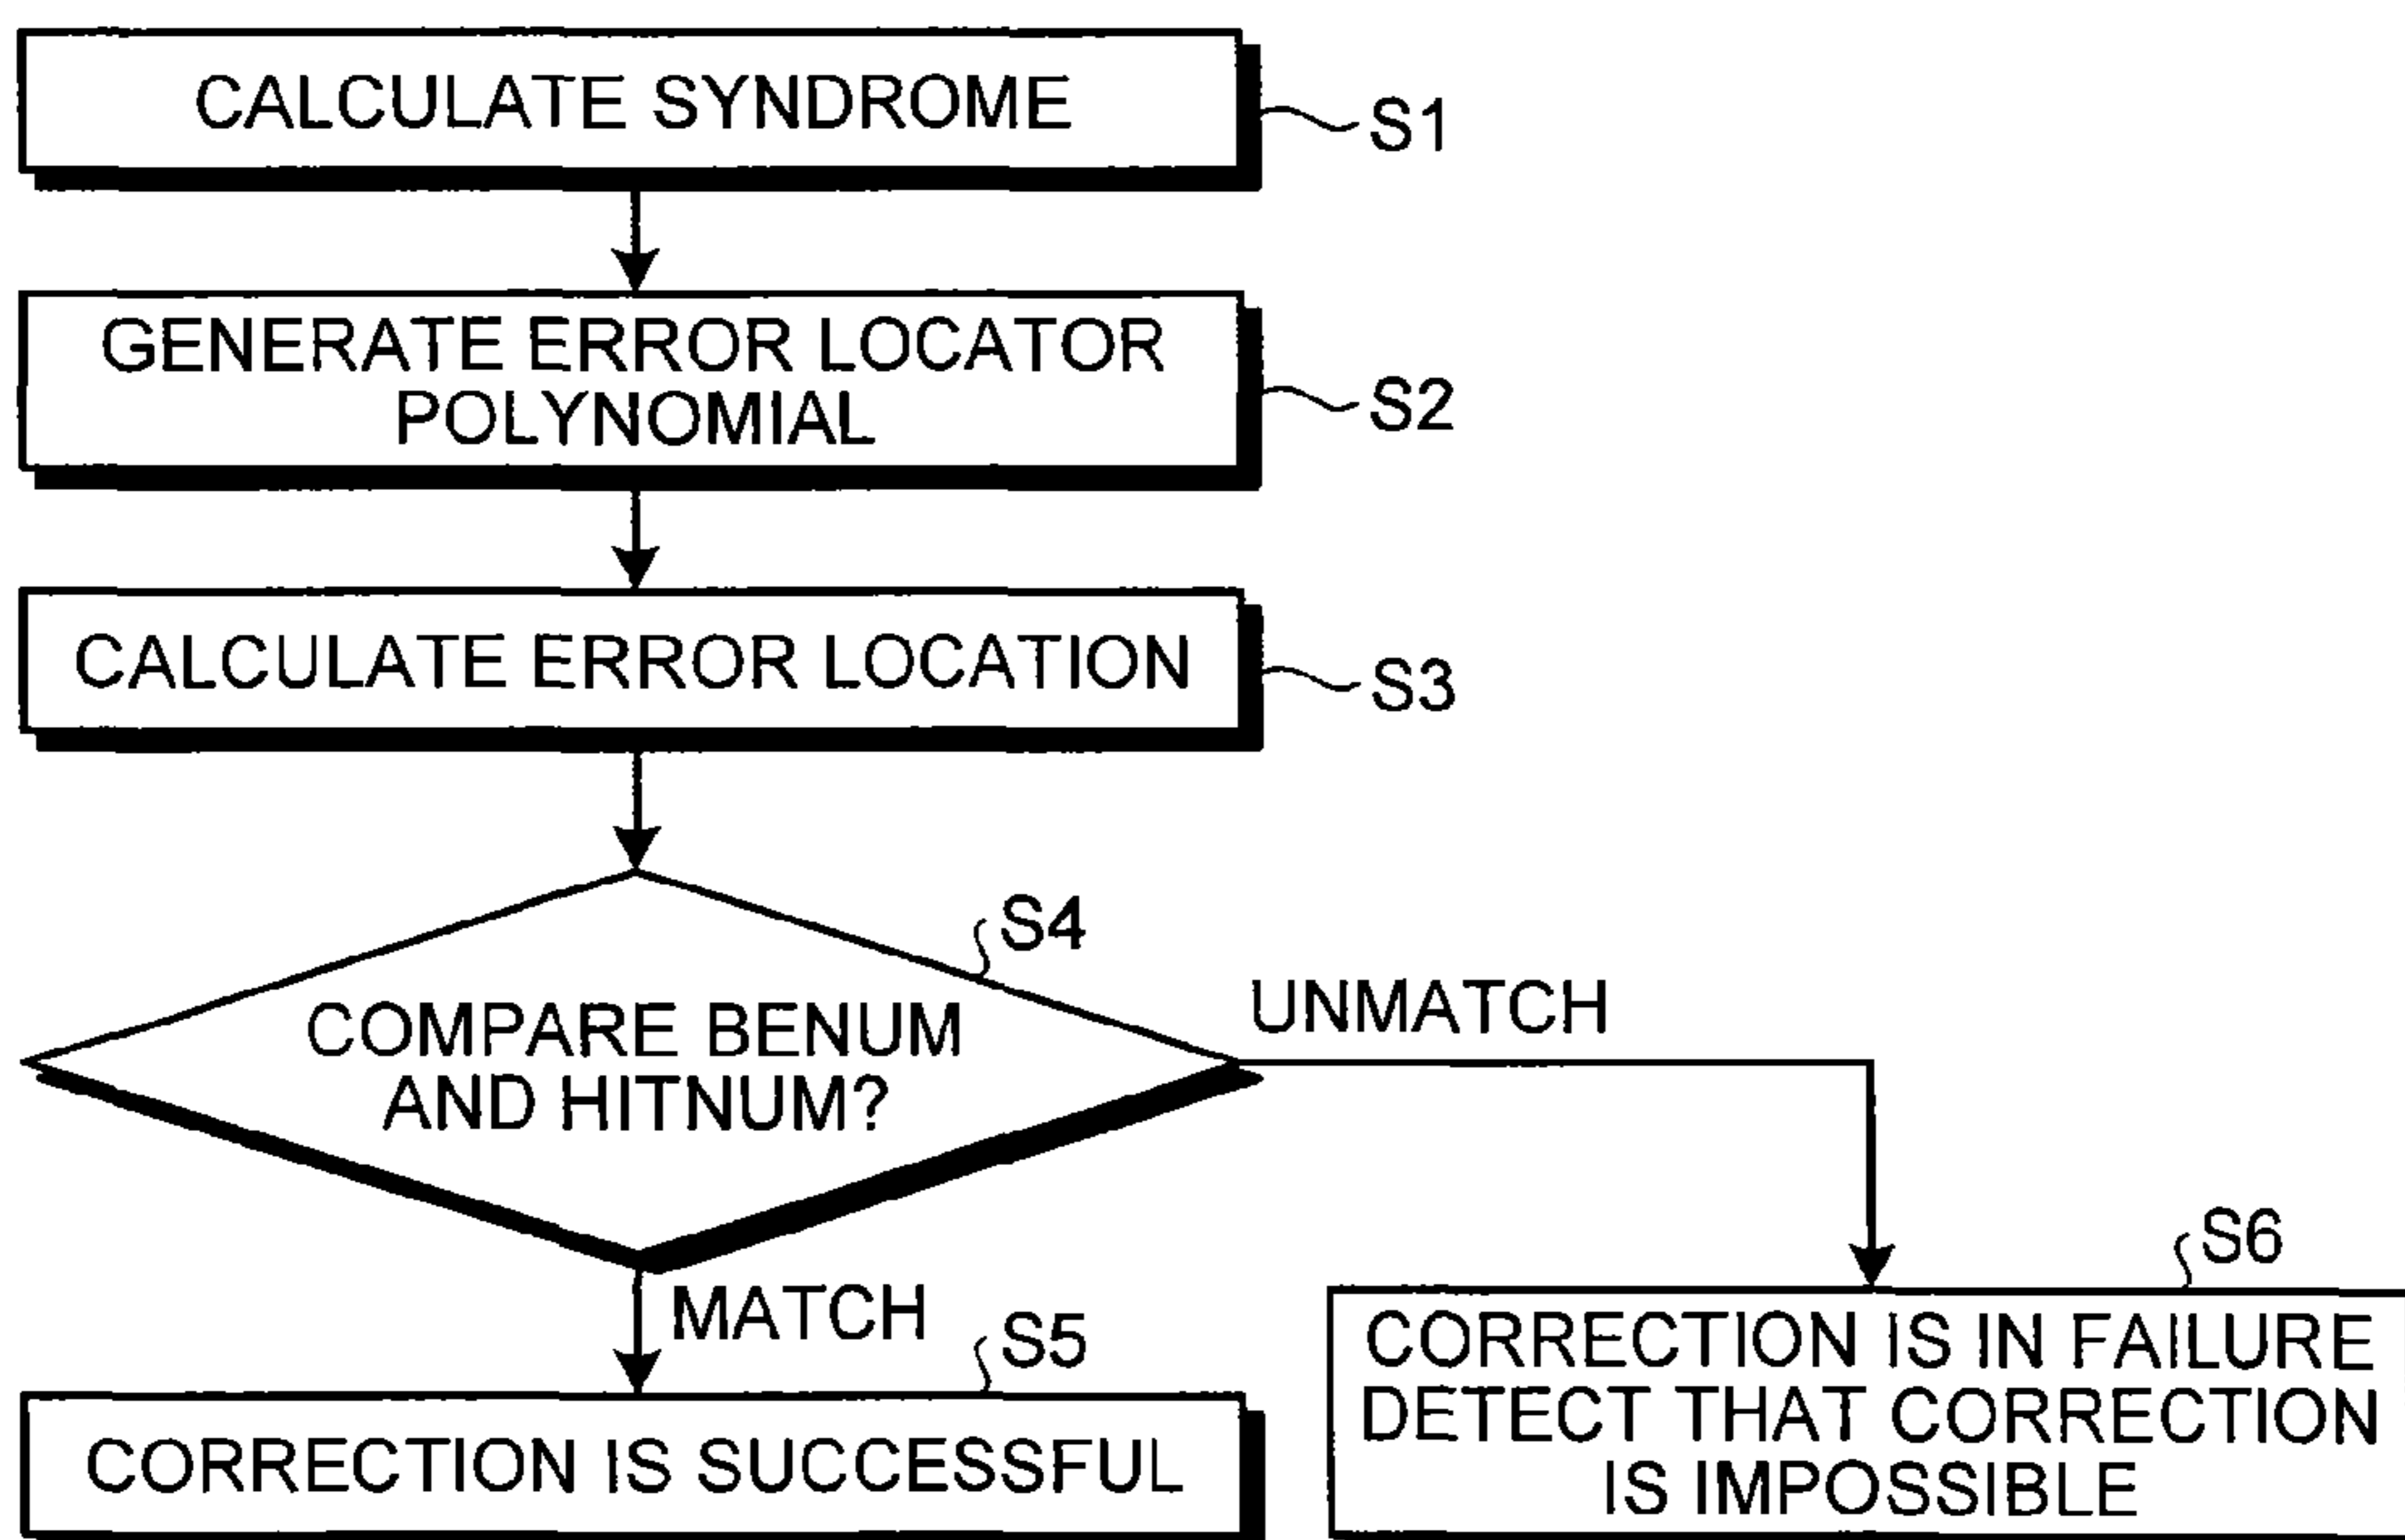 CALCULATE SYNDROME
S1
GENERATE ERROR LOCATOR
POLYNOMIAL
S2
CALCULATE ERROR LOCATION
S3
S4
COMPARE BENUM
AND HITNUM?
UNMATCH
MATCH
S5
CORRECTION IS SUCCESSFUL
S6
CORRECTION IS IN FAILURE
DETECT THAT CORRECTION
IS IMPOSSIBLE